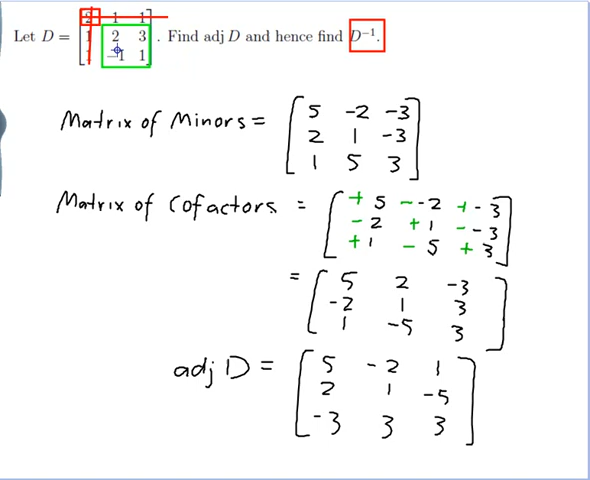 2 1 1
Let D = 1 2 3 . Find adj D and hence find D⁻¹.
1 −1 1
5 -2 -3
Matrix of Minors = 2 1 -3
1 5 3
+ 5 - -2 + - 3
Matrix of Cofactors = - 2 + 1 - - 3
+ 1 - 5 + 3
= 5 2 -3
-2 1 3
1 -5 3
adj D = 5 -2 1
2 1 -5
-3 3 3